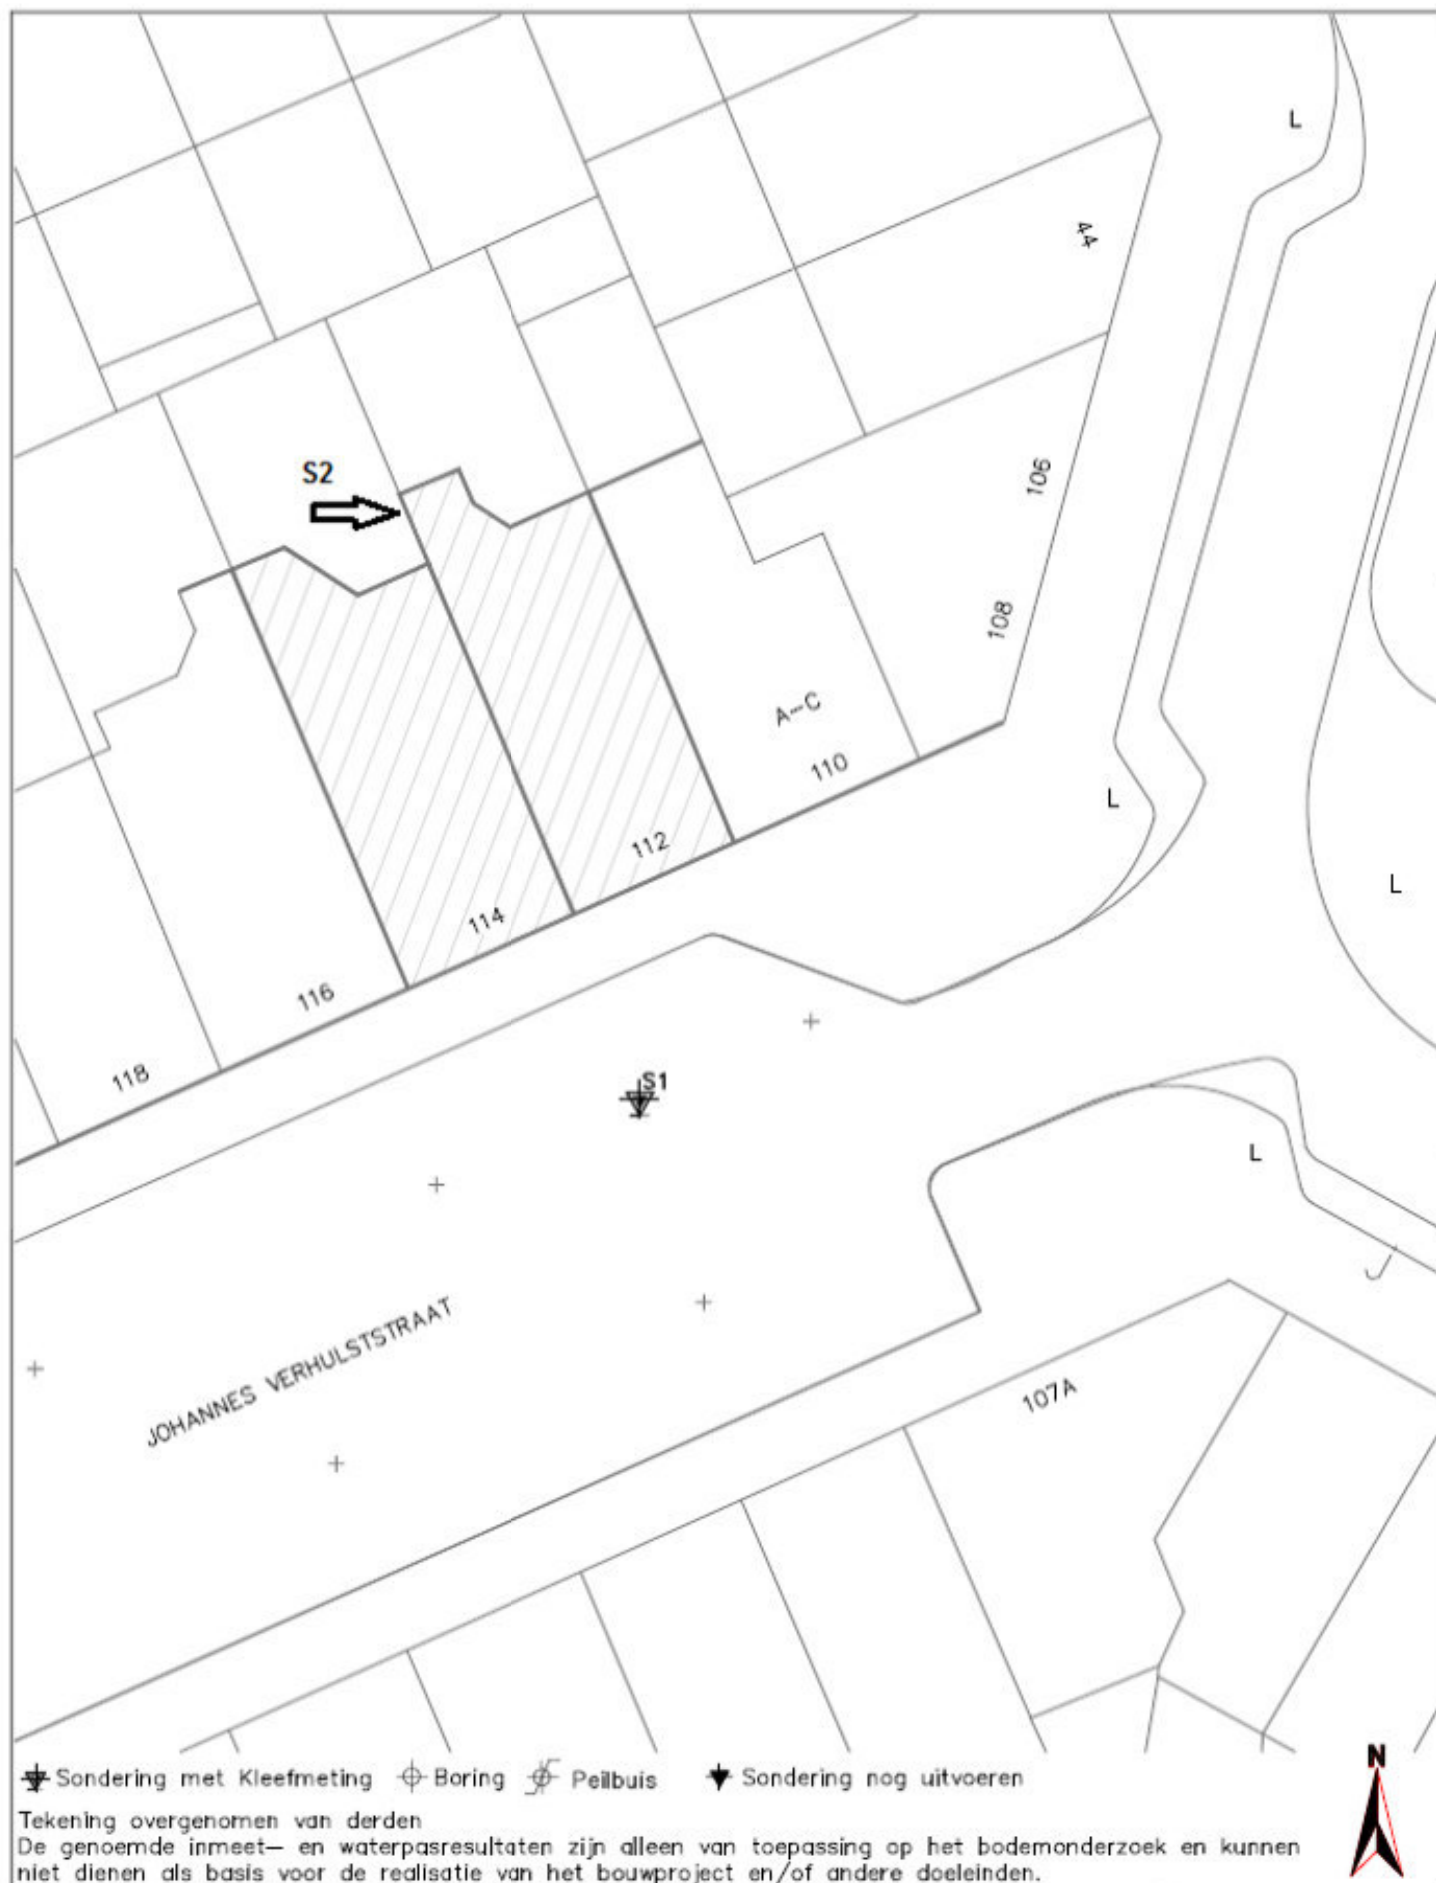 L
44
S2
106
108
A-C
110
L
112
L
114
116
S1
118
L
J
JOHANNES VERHULSTSTRAAT
107A
Sondering met Kleefmeting Boring Peilbuis Sondering nog uitvoeren
N
Tekening overgenomen van derden
De genoemde inmeet- en waterpasresultaten zijn alleen van toepassing op het bodemonderzoek en kunnen
niet dienen als basis voor de realisatie van het bouwproject en/of andere doeleinden.